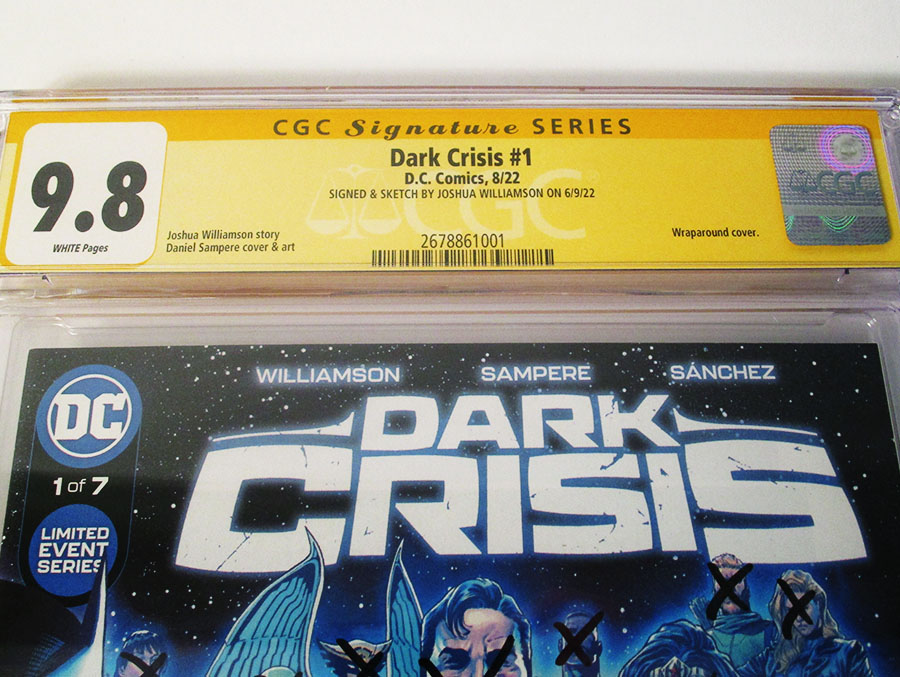 CGC Signature SERIES
9.8
WHITE Pages
Dark Crisis #1
D.C. Comics, 8/22
SIGNED & SKETCH BY JOSHUA WILLIAMSON ON 6/9/22
Joshua Williamson story
Daniel Sampere cover & art
2678861001
Wraparound cover.
CGC
CGC
WILLIAMSON SAMPERE SÁNCHEZ
DC
DARK
CRISIS
1 of 7
LIMITED
EVENT
SERIES